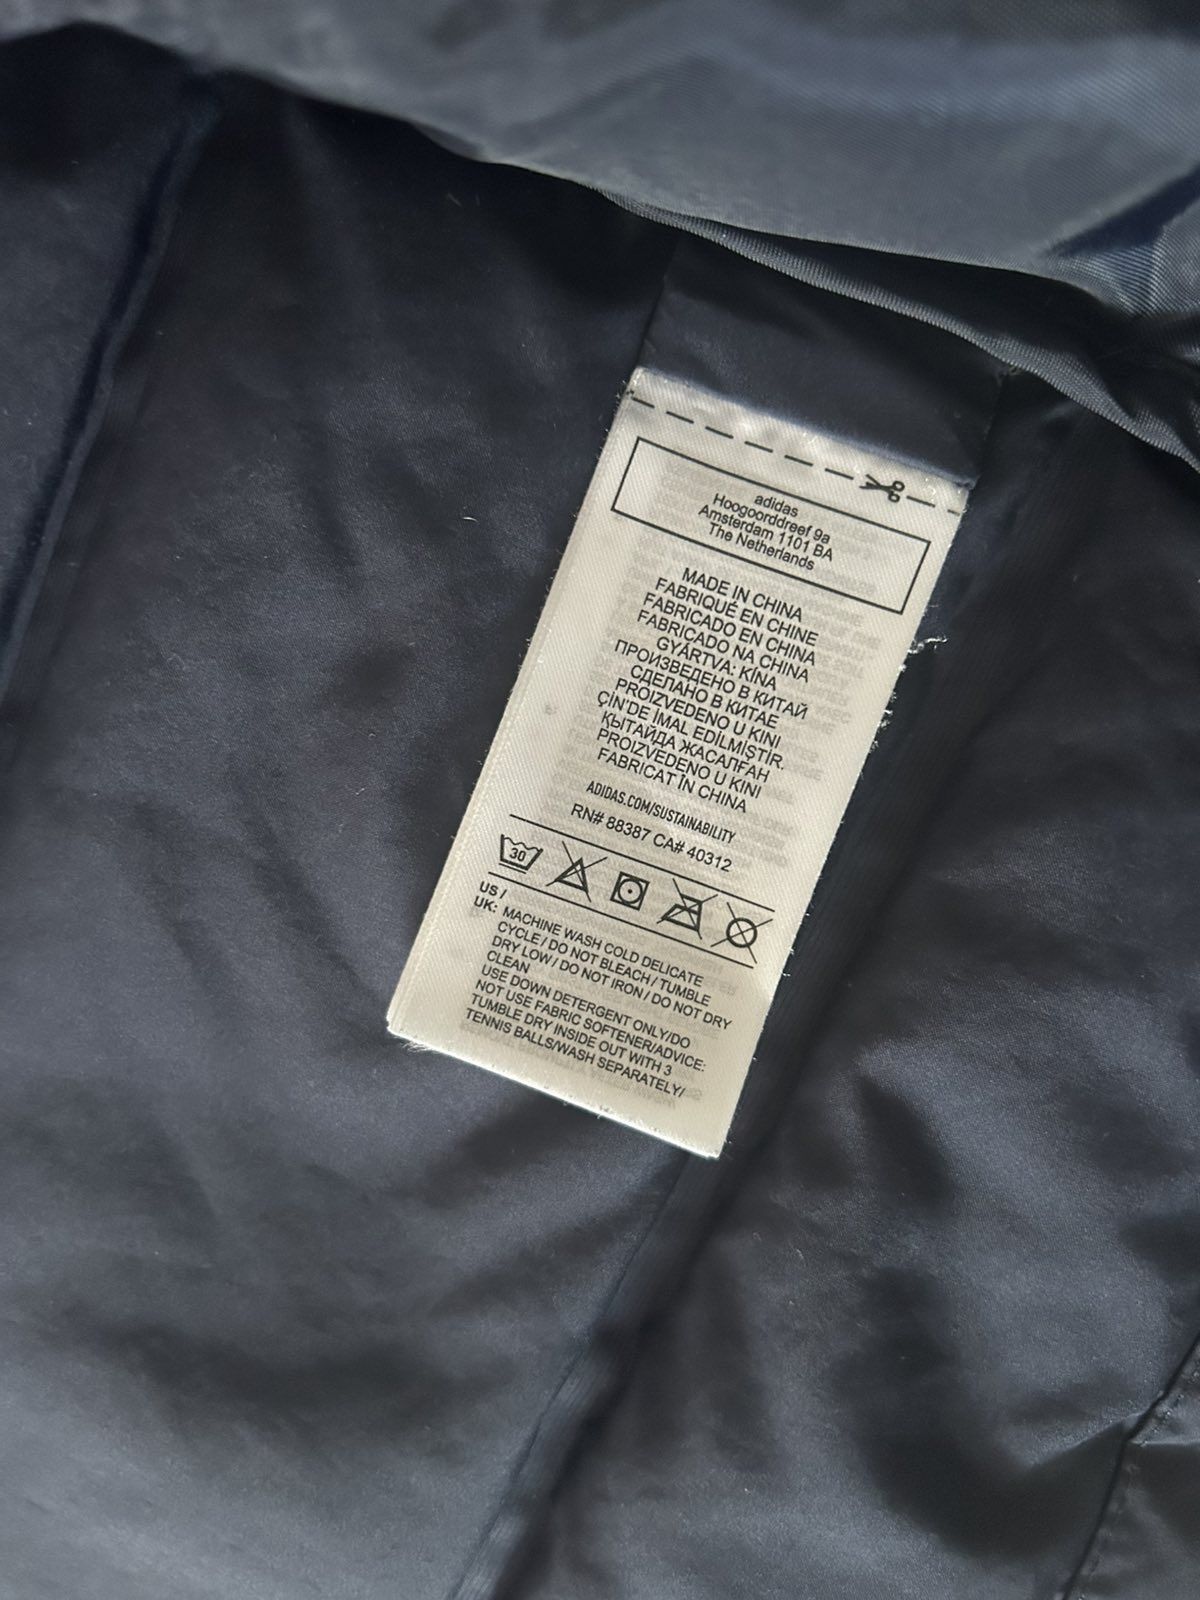 adidas
Hoogoorddreef 9a
Amsterdam 1101 BA
The Netherlands
MADE IN CHINA
FABRIQUÉ EN CHINE
FABRICADO EN CHINA
FABRICADO NA CHINA
GYÁRTVA: KÍNA
ПРОИЗВЕДЕНО В КИТАЙ
СДЕЛАНО В КИТАЕ
PROIZVEDENO U KINI
ÇİN'DE İMAL EDİLMİŞTİR.
ҚЫТАЙДА ЖАСАЛҒАН
PROIZVEDENO U KINI
FABRICAT ÎN CHINA
ADIDAS.COM/SUSTAINABILITY
RN# 88387 CA# 40312
30
US /
UK: MACHINE WASH COLD DELICATE
CYCLE / DO NOT BLEACH / TUMBLE
DRY LOW / DO NOT IRON / DO NOT DRY
CLEAN
USE DOWN DETERGENT ONLY/DO
NOT USE FABRIC SOFTENER/ADVICE:
TUMBLE DRY INSIDE OUT WITH 3
TENNIS BALLS/WASH SEPARATELY/